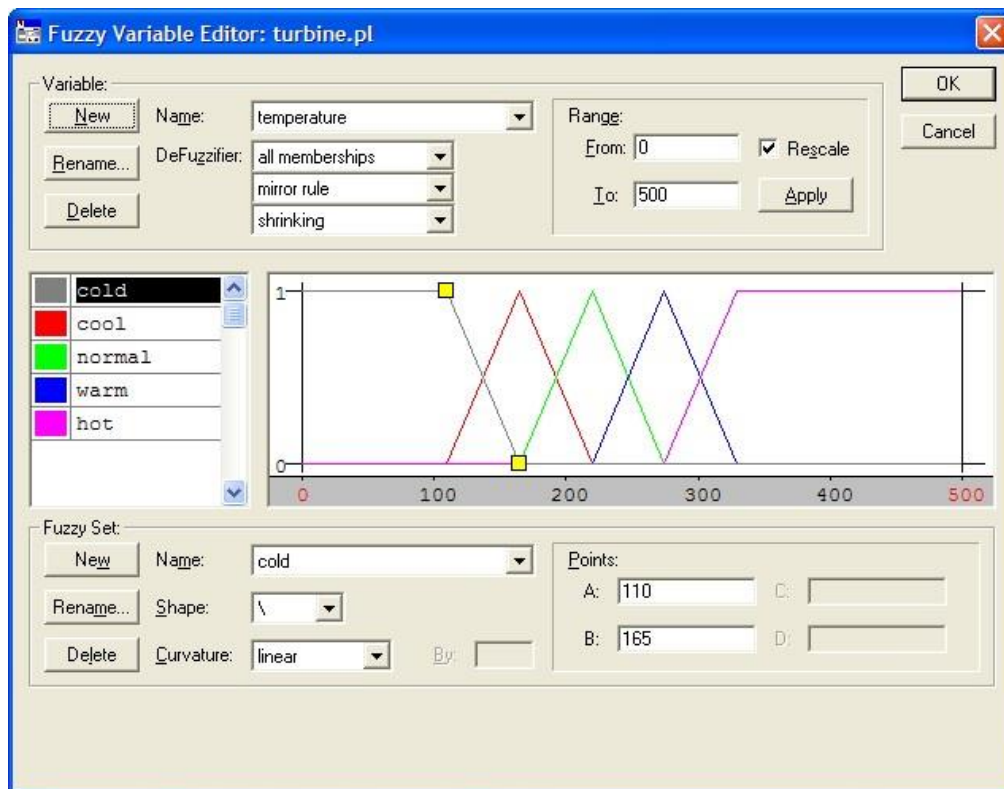 Fuzzy Variable Editor: turbine.pl
Variable:
New
Name:
temperature
Rename...
DeFuzzifier:
all memberships
mirror rule
Delete
shrinking
Range:
From:
0
Rescale
To:
500
Apply
OK
Cancel
cold
cool
normal
warm
hot
1
0
0 100 200 300 400 500
Fuzzy Set:
New
Name:
cold
Rename...
Shape:
\
Delete
Curvature:
linear
By:
Points:
A:
110
C:
B:
165
D: